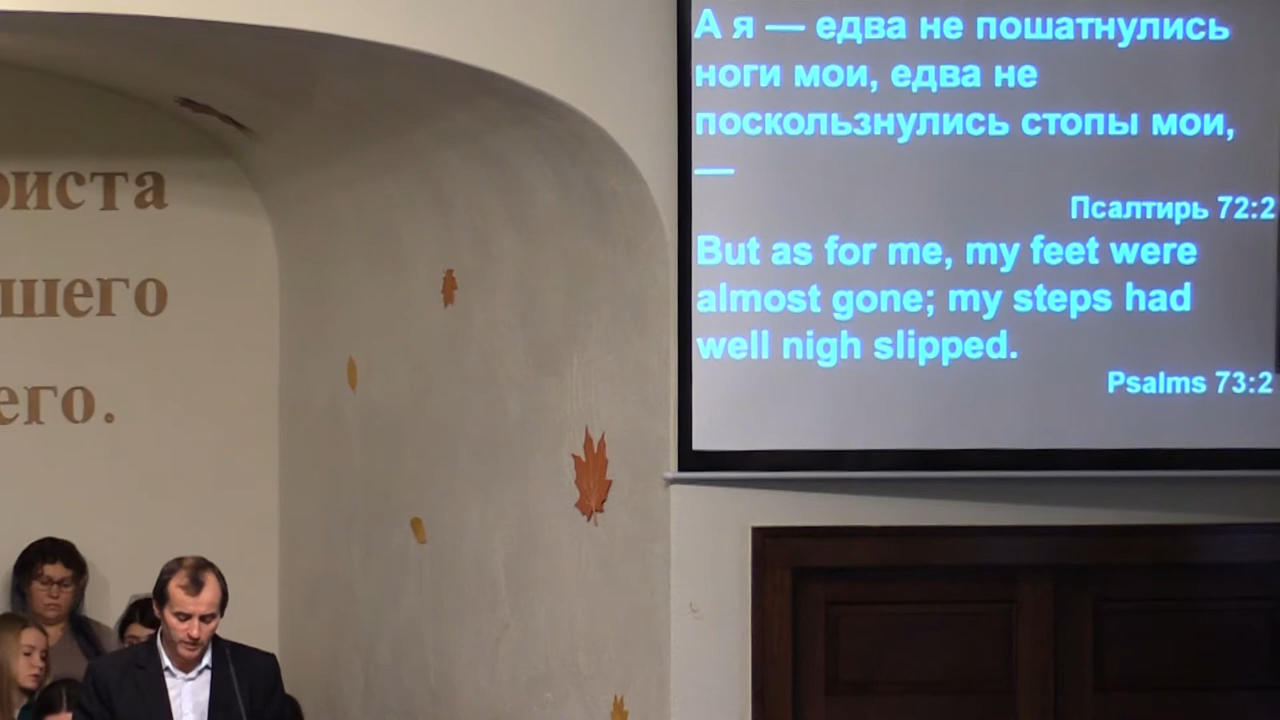 шего
его.
А я — едва не пошатнулись
ноги мои, едва не
поскользнулись стопы мои,
—
Псалтирь 72:2
But as for me, my feet were
almost gone; my steps had
well nigh slipped.
Psalms 73:2